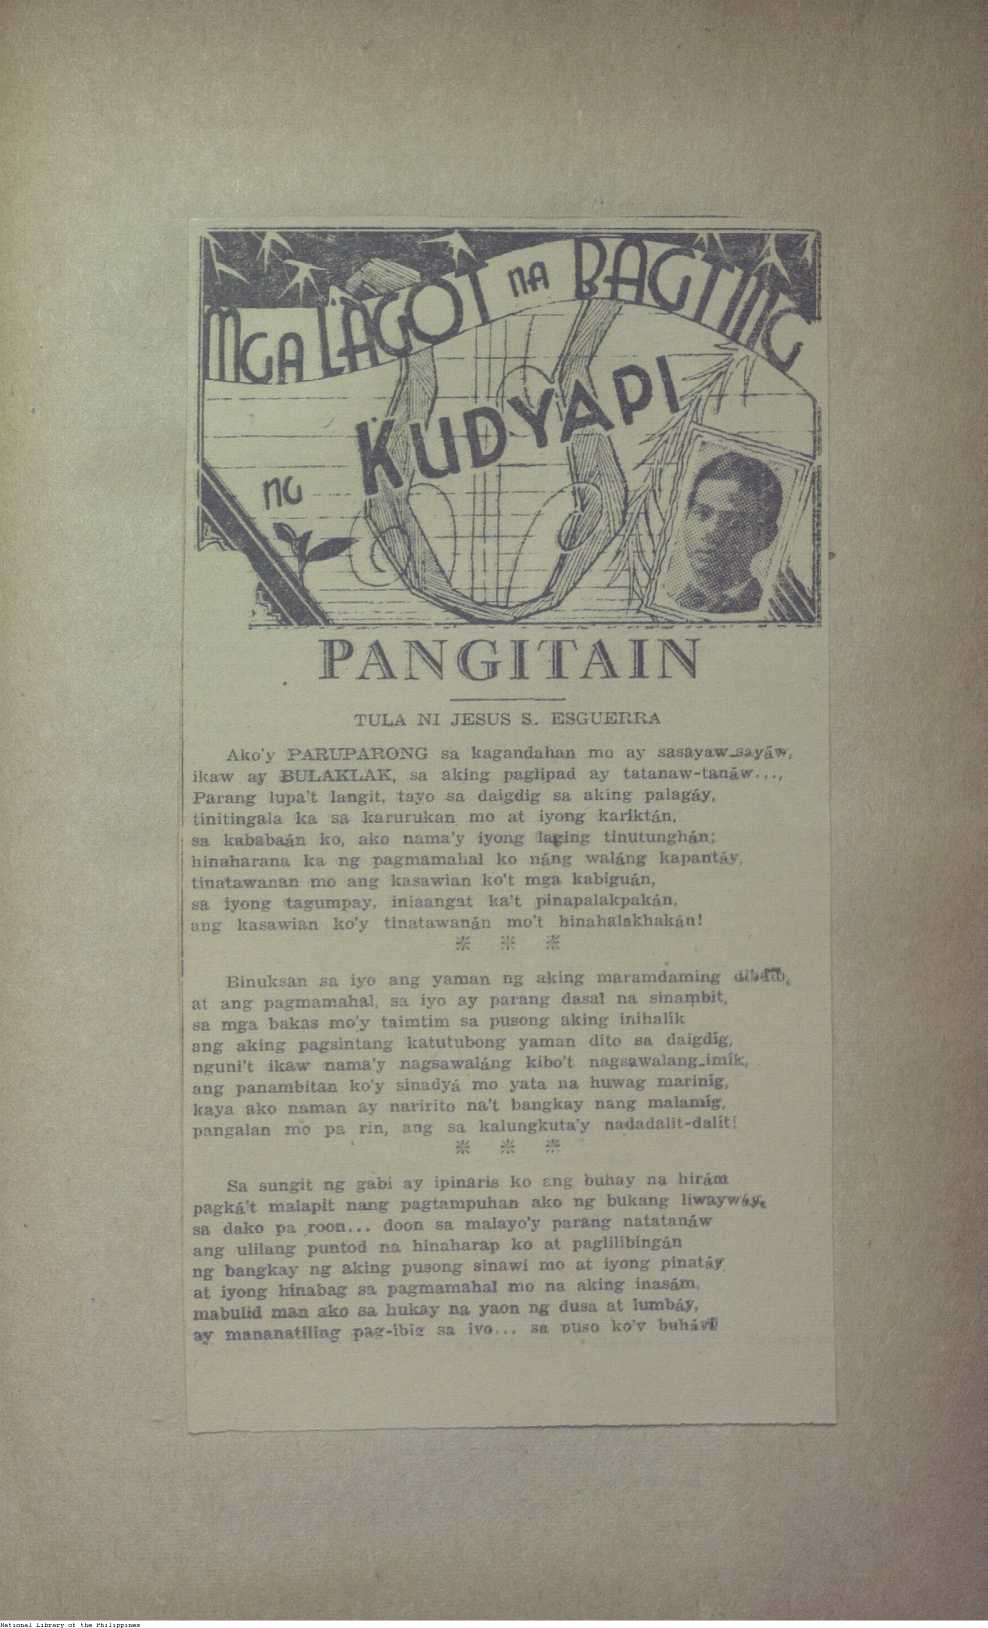 MGA LAGOT NA BAGTING
NG KUDYAPI
PANGITAIN
TULA NI JESUS S. ESGUERRA
Ako'y PARUPARONG sa kagandahan mo ay sasayaw-sayáw,
ikaw ay BULAKLAK, sa aking paglipad ay tatanaw-tanáw...,
Parang lupa't langit, tayo sa daigdig sa aking palagáy,
tinitingala ka sa karurukan mo at iyong kariktán,
sa kababaán ko, ako nama'y iyong laging tinutunghán;
hinaharana ka ng pagmamahal ko náng waláng kapantáy,
tinatawanan mo ang kasawian ko't mga kabiguán,
sa iyong tagumpay, iniaangat ka't pinapalakpakán,
ang kasawian ko'y tinatawanán mo't hinahalakhakán!
* * *
Binuksan sa iyo ang yaman ng aking maramdaming dibdib,
at ang pagmamahal, sa iyo ay parang dasal na sinambit,
sa mga bakas mo'y taimtim sa pusong aking inihalík
ang aking pagsintang katutubong yaman dito sa daigdíg,
nguni't ikaw nama'y nagsawaláng kibo't nagsawalang-imík,
ang panambitan ko'y sinadyá mo yata na huwag maríníg,
kaya ako naman ay naririto na't bangkay nang malamíg,
pangalan mo pa rin, ang sa kalungkuta'y nadadalit-dalít!
* * *
Sa sungit ng gabi ay ipinaris ko ang buhay na hirám
pagká't malapit nang pagtampuhan ako ng bukang liwaywáy,
sa dako pa roon... doon sa malayo'y parang natatanáw
ang ulilang puntod na hinaharap ko at paglilibingán
ng bangkay ng aking pusong sinawi mo at iyong pinatáy
at iyong hinabag sa pagmamahal mo na aking inasám,
mabulid man ako sa hukay na yaon ng dusa at lumbáy,
ay mananatiling pag-ibig sa iyo... sa puso ko'y buháy!
National Library of the Philippines